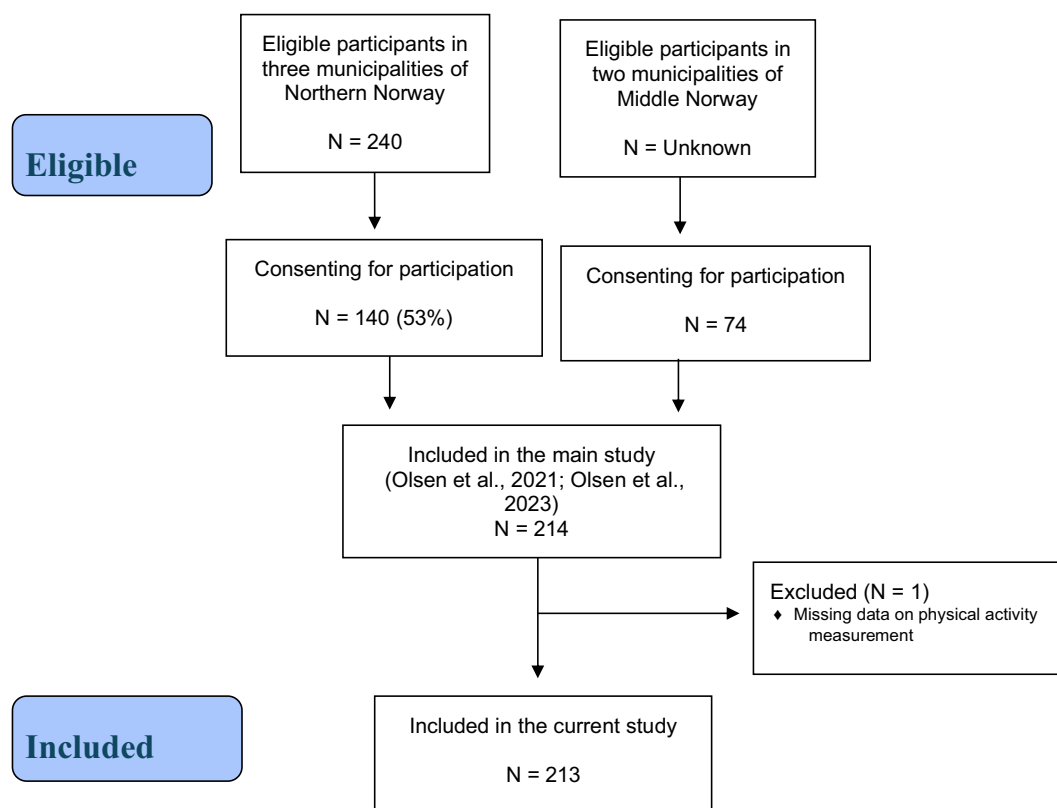 Eligible participants in
three municipalities of
Northern Norway
N = 240
Eligible participants in
two municipalities of
Middle Norway
N = Unknown
Eligible
Consenting for participation
N = 140 (53%)
Consenting for participation
N = 74
Included in the main study
(Olsen et al., 2021; Olsen et al.,
2023)
N = 214
Excluded (N = 1)
♦ Missing data on physical activity
measurement
Included in the current study
N = 213
Included